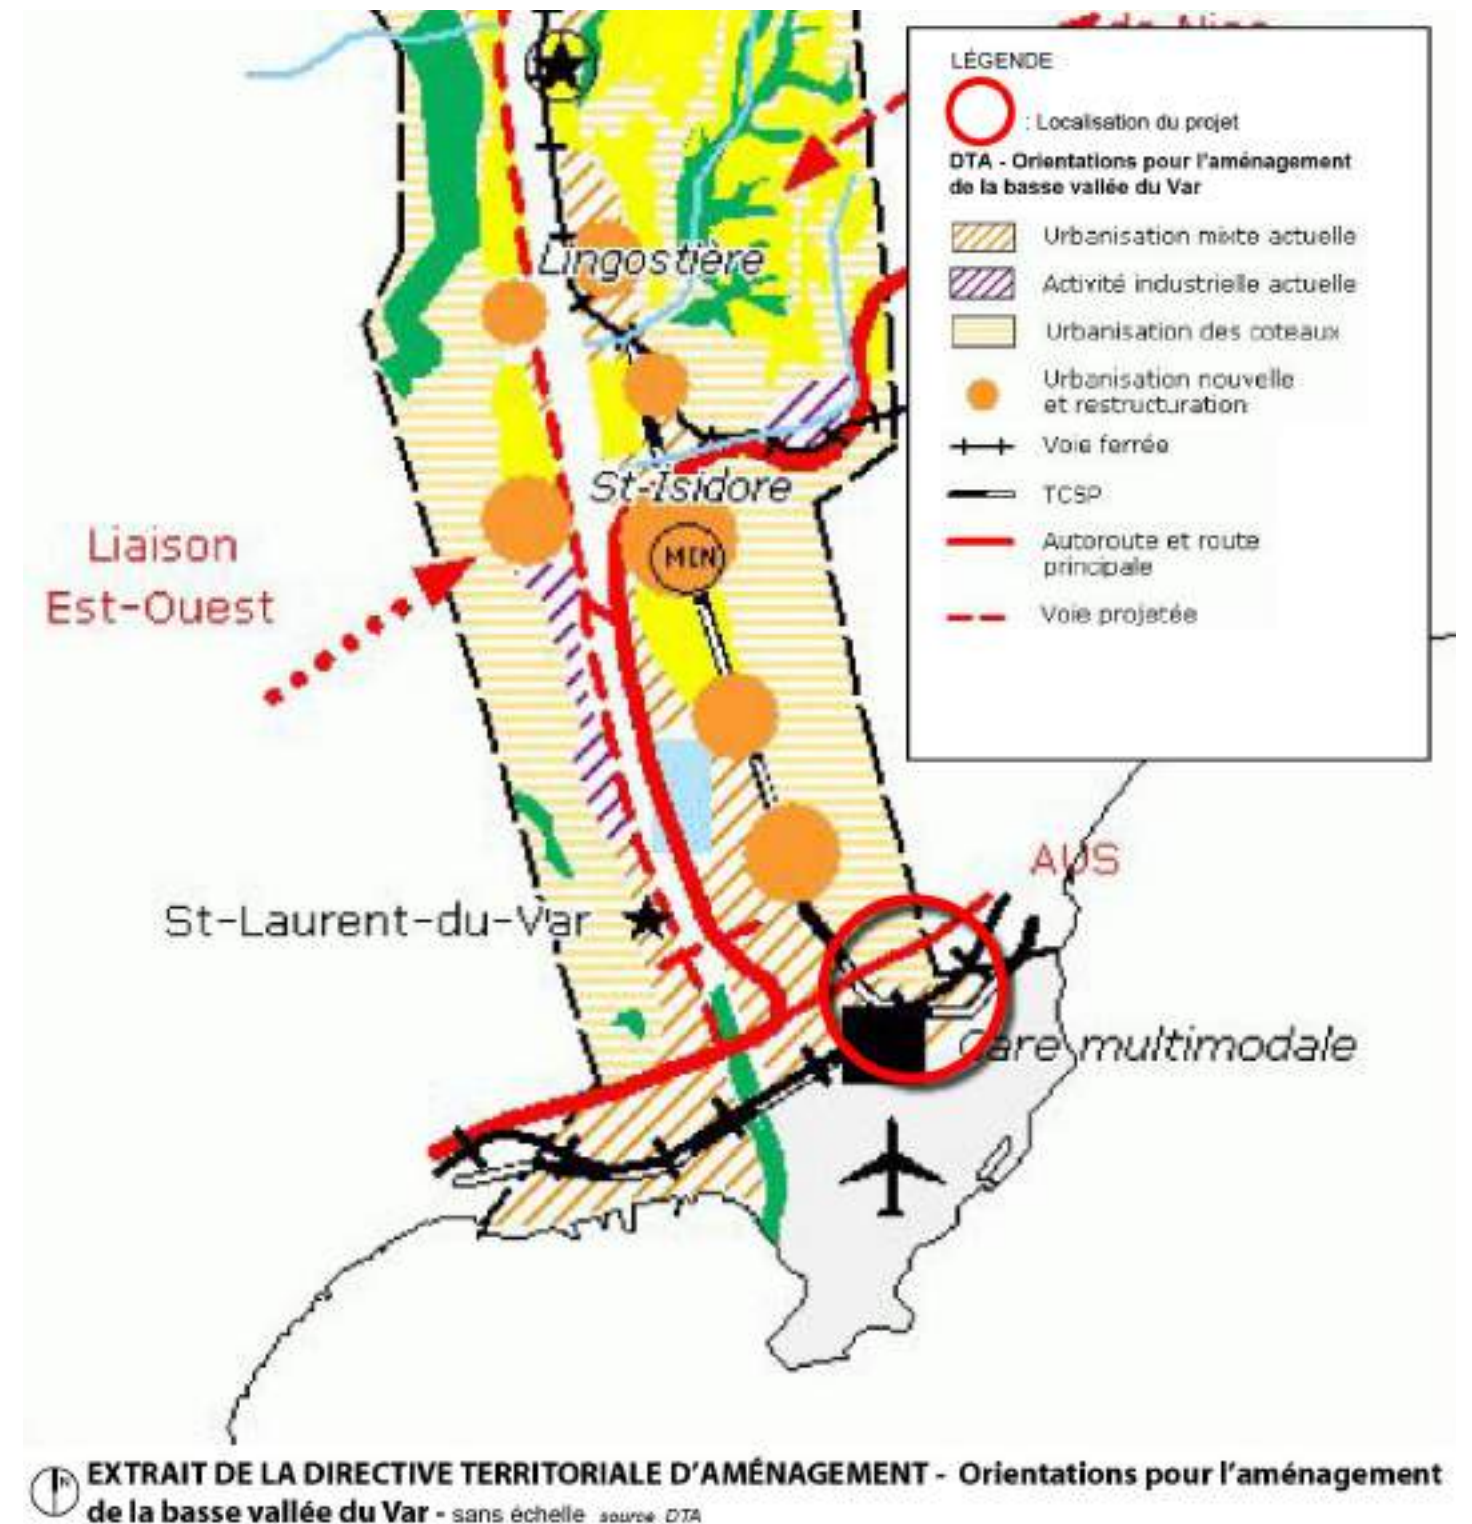 de Nice
LÉGENDE
: Localisation du projet
DTA - Orientations pour l'aménagement
de la basse vallée du Var
Urbanisation mixte actuelle
Activité industrielle actuelle
Urbanisation des coteaux
Urbanisation nouvelle
et restructuration
Voie ferrée
TCSP
Autoroute et route
principale
Voie projetée
Lingostière
St-Isidore
MIN
Liaison
Est-Ouest
AUS
St-Laurent-du-Var
Gare multimodale
N
EXTRAIT DE LA DIRECTIVE TERRITORIALE D'AMÉNAGEMENT - Orientations pour l'aménagement
de la basse vallée du Var - sans échelle source DTA